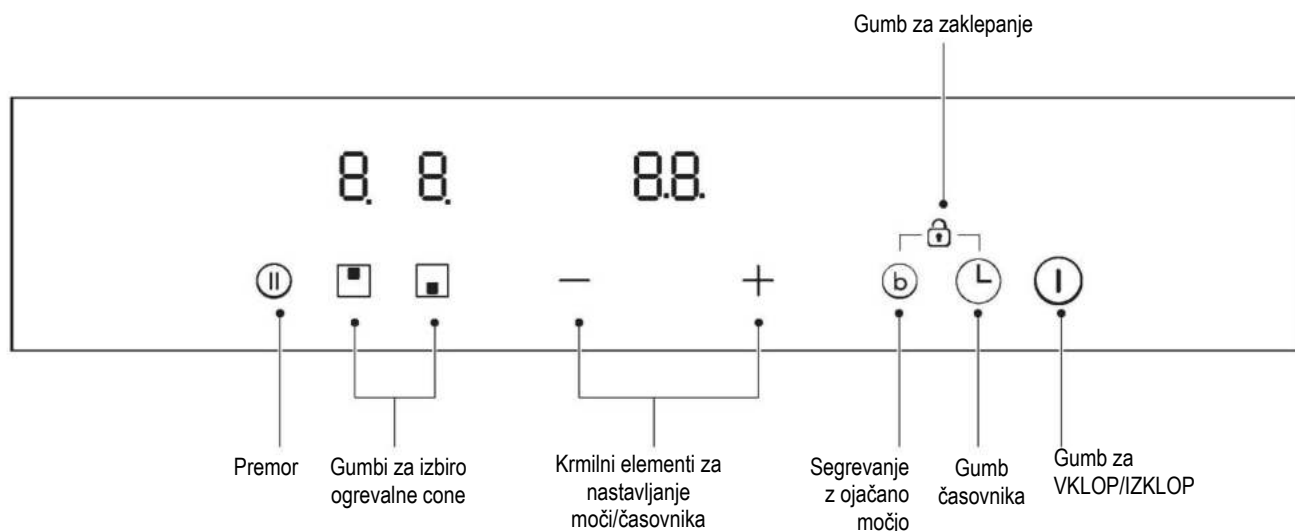 Gumb za zaklepanje
8. 8. 8.8.
b
Premor
Gumbi za izbiro
ogrevalne cone
Krmilni elementi za
nastavljanje
moči/časovnika
Segrevanje
z ojačano
močjo
Gumb
časovnika
Gumb za
VKLOP/IZKLOP